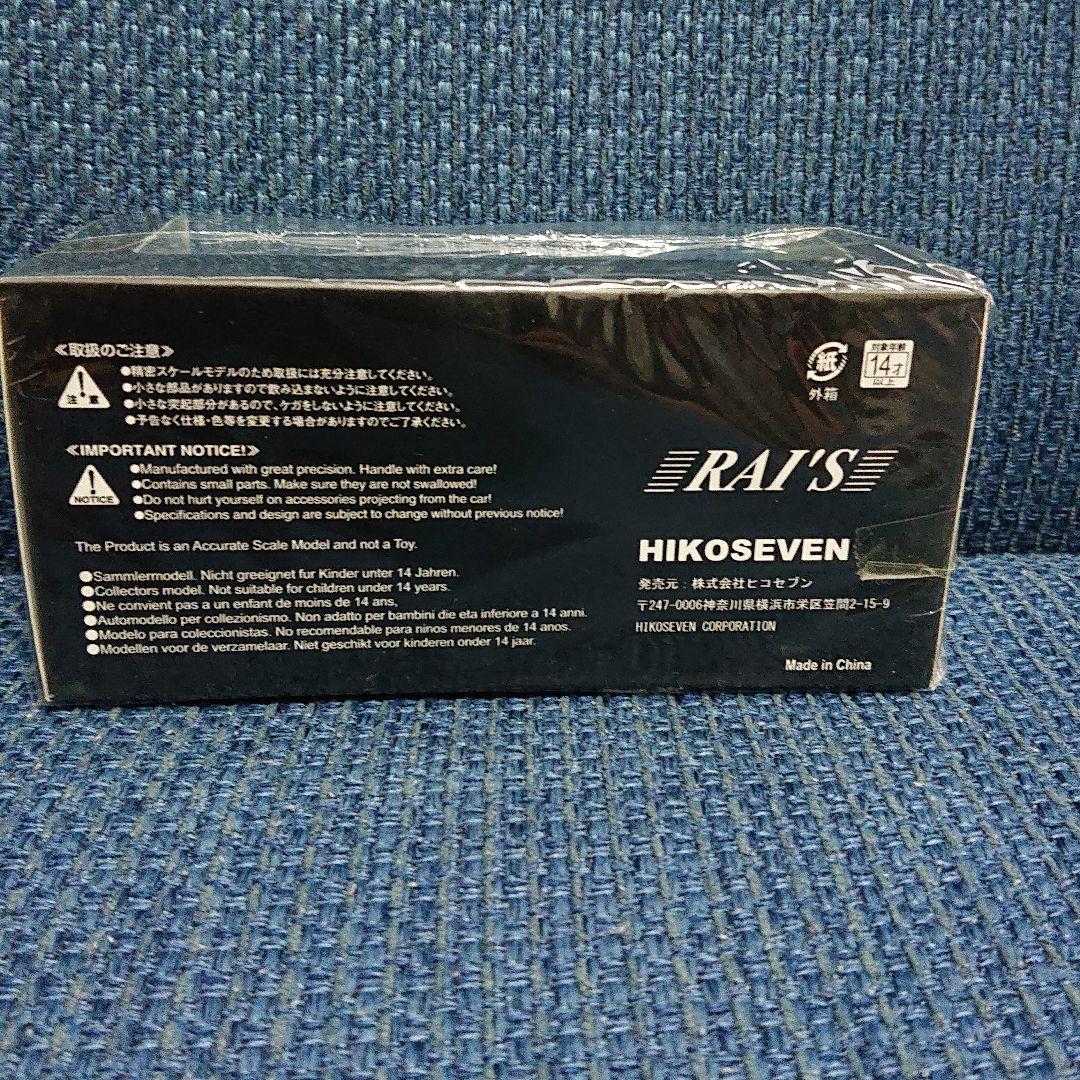 ≪取扱のご注意≫
注意
●精密スケールモデルのため取扱には充分注意してください。
●小さな部品がありますので飲み込まないように注意してください。
●小さな突起部分があるので、ケガをしないように注意してください。
●予告なく仕様・色等を変更する場合がありますのでご了承ください。
≪IMPORTANT NOTICE!≫
NOTICE
●Manufactured with great precision. Handle with extra care!
●Contains small parts. Make sure they are not swallowed!
●Do not hurt yourself on accessories projecting from the car!
●Specifications and design are subject to change without previous notice!
The Product is an Accurate Scale Model and not a Toy.
●Sammlermodell. Nicht greeignet fur Kinder unter 14 Jahren.
●Collectors model. Not suitable for children under 14 years.
●Ne convient pas a un enfant de moins de 14 ans,
●Automodello per collezionismo. Non adatto per bambini die eta inferiore a 14 anni.
●Modelo para coleccionistas. No recomendable para ninos menores de 14 anos.
●Modellen voor de verzamelaar. Niet geschikt voor kinderen onder 14 jaar.
紙
外箱
対象年齢
14才
以上
RAI'S
HIKOSEVEN
発売元：株式会社ヒコセブン
〒247-0006神奈川県横浜市栄区笠間2-15-9
HIKOSEVEN CORPORATION
Made in China